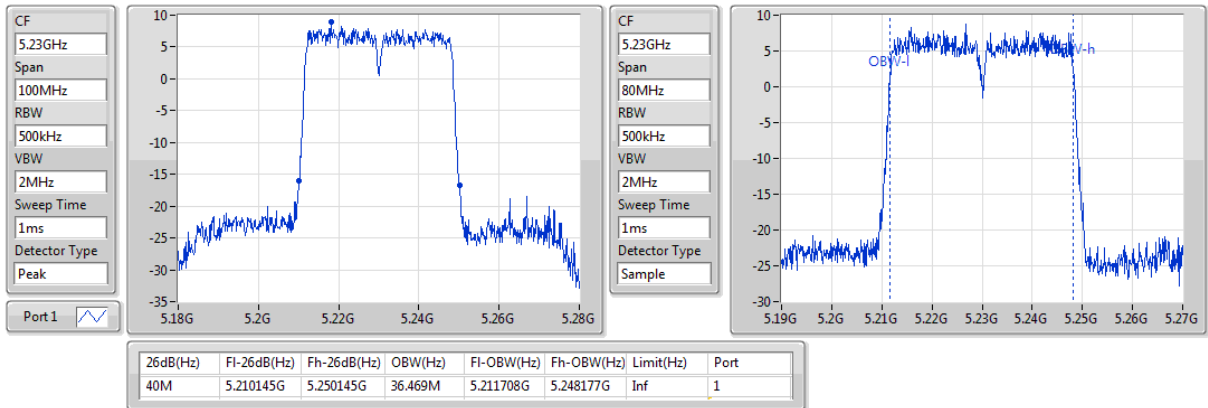 CF
5.23GHz
Span
100MHz
RBW
500kHz
VBW
2MHz
Sweep Time
1ms
Detector Type
Peak
Port 1
10
5
0
-5
-10
-15
-20
-25
-30
-35
5.18G 5.2G 5.22G 5.24G 5.26G 5.28G
CF
5.23GHz
Span
80MHz
RBW
500kHz
VBW
2MHz
Sweep Time
1ms
Detector Type
Sample
10
5
0
-5
-10
-15
-20
-25
-30
OBW-l
5.19G 5.2G 5.21G 5.22G 5.23G 5.24G 5.25G 5.26G 5.27G
26dB(Hz) Fl-26dB(Hz) Fh-26dB(Hz) OBW(Hz) Fl-OBW(Hz) Fh-OBW(Hz) Limit(Hz) Port
40M 5.210145G 5.250145G 36.469M 5.211708G 5.248177G Inf 1